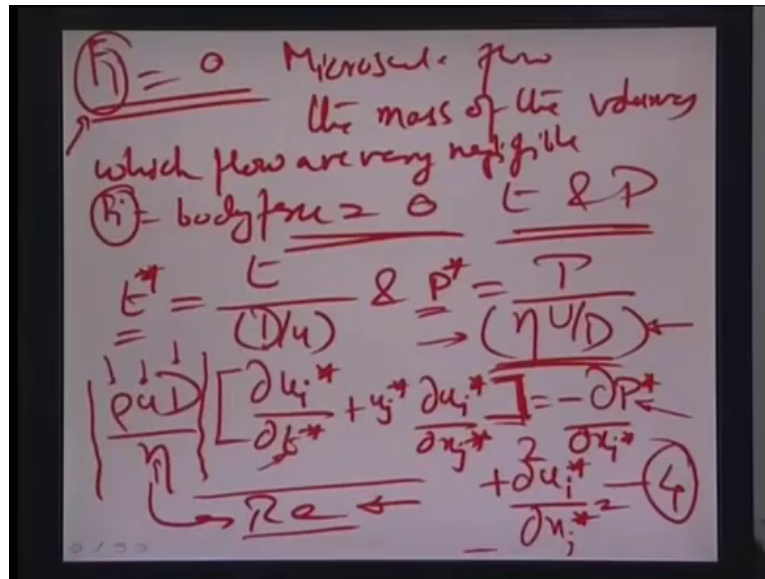 Fi = 0 Microscale flow
the mass of the volumes
which flow are very negligible
Fi = body force = 0 t & P
t* = t/(D/u) & P* = P/(ηU/D)
ρuD/η [∂ui*/∂t* + uj* ∂ui*/∂xj*] = -∂P*/∂xi*
Re + ∂²ui*/∂xj*² - 4